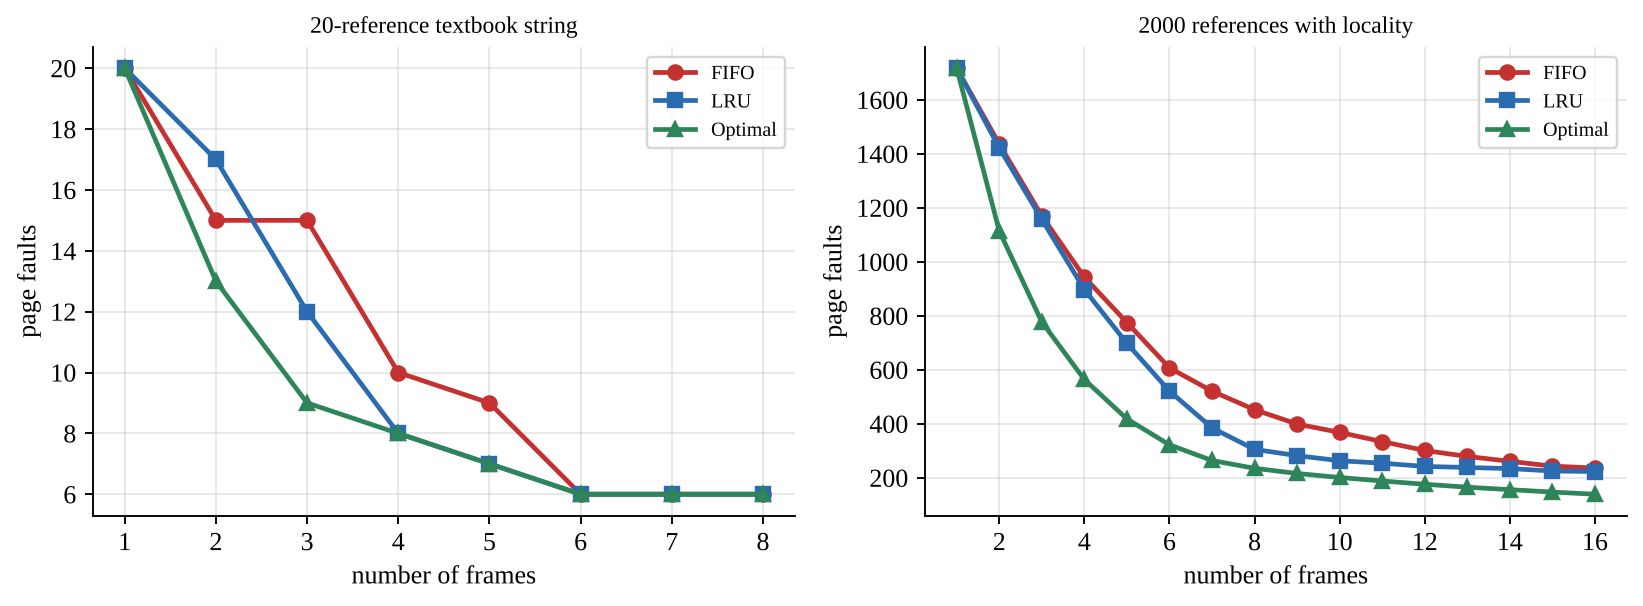 20-reference textbook string
page faults
20
18
16
14
12
10
8
6
1 2 3 4 5 6 7 8
number of frames
FIFO
LRU
Optimal
2000 references with locality
page faults
1600
1400
1200
1000
800
600
400
200
2 4 6 8 10 12 14 16
number of frames
FIFO
LRU
Optimal